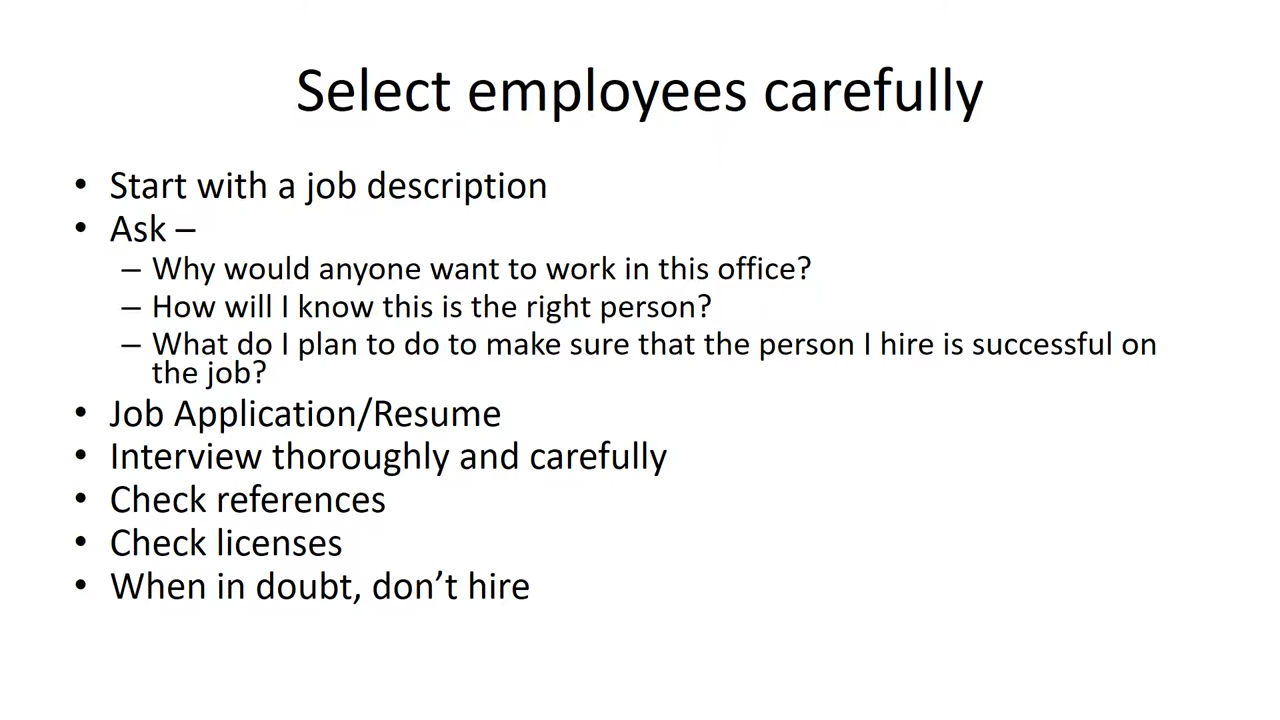 Select employees carefully
• Start with a job description
• Ask –
– Why would anyone want to work in this office?
– How will I know this is the right person?
– What do I plan to do to make sure that the person I hire is successful on
the job?
• Job Application/Resume
• Interview thoroughly and carefully
• Check references
• Check licenses
• When in doubt, don’t hire